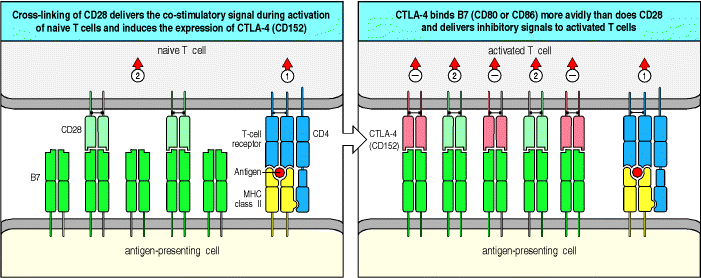 Cross-linking of CD28 delivers the co-stimulatory signal during activation
of naive T cells and induces the expression of CTLA-4 (CD152)
naive T cell
2
1
CD28
T-cell
receptor
CD4
B7
Antigen
MHC
class II
antigen-presenting cell
CTLA-4 binds B7 (CD80 or CD86) more avidly than does CD28
and delivers inhibitory signals to activated T cells
activated T cell
–
2
–
2
–
1
CTLA-4
(CD152)
antigen-presenting cell